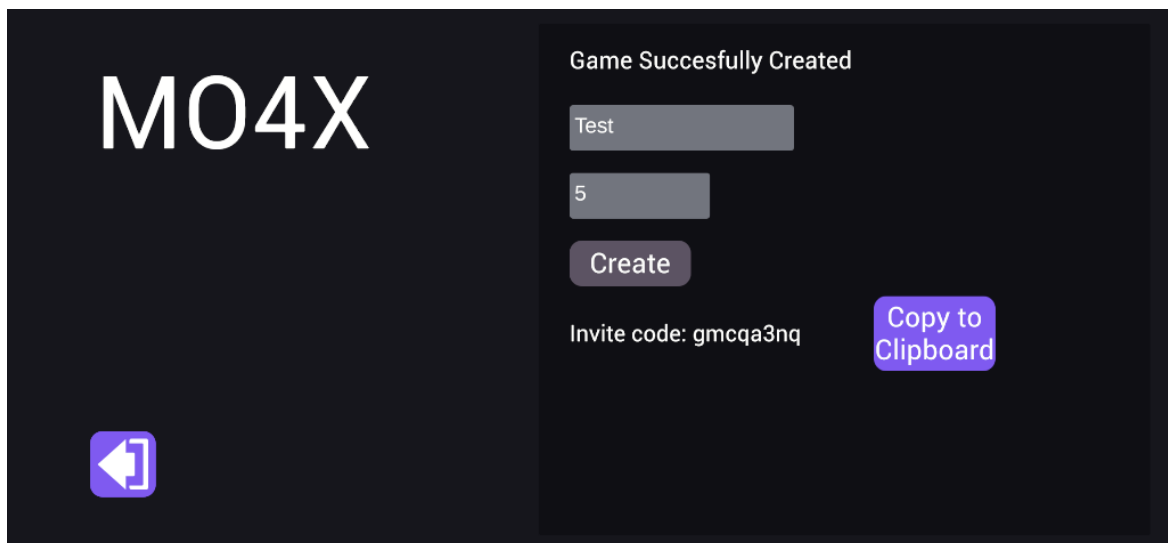 MO4X
Game Succesfully Created
Test
5
Create
Invite code: gmcqa3nq
Copy to
Clipboard